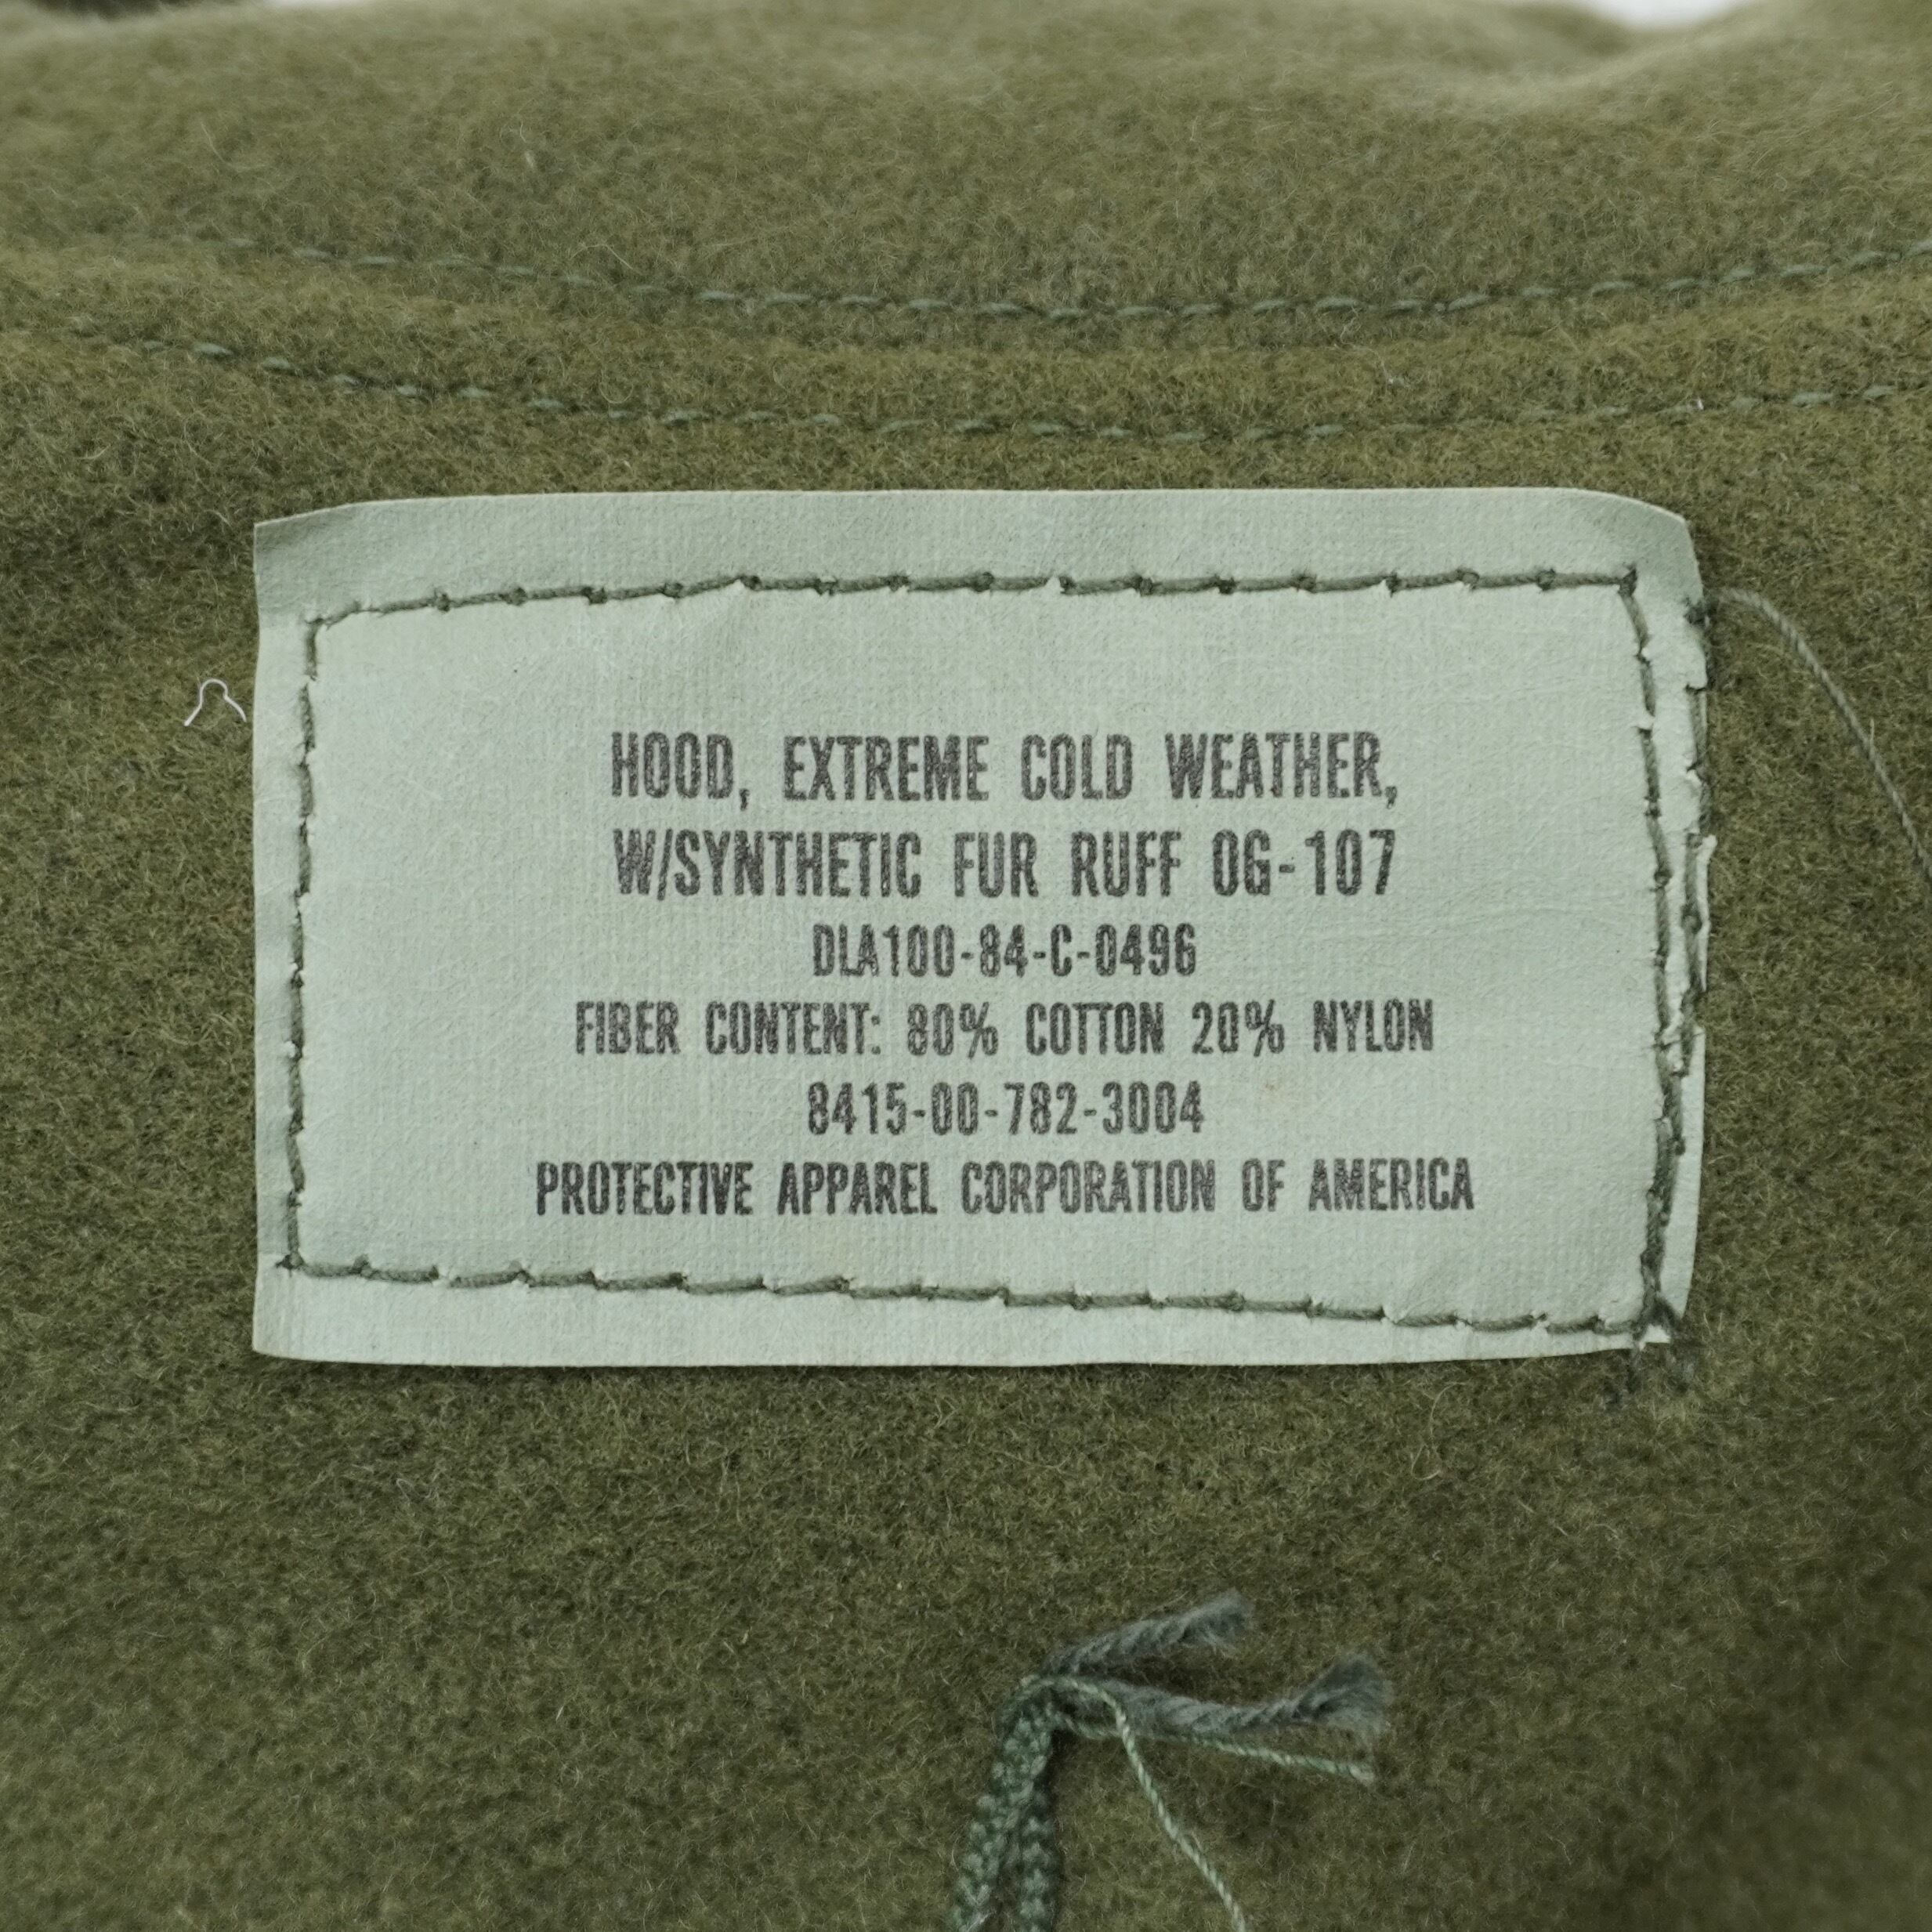 HOOD, EXTREME COLD WEATHER,
W/SYNTHETIC FUR RUFF OG-107
DLA100-84-C-0496
FIBER CONTENT: 80% COTTON 20% NYLON
8415-00-782-3004
PROTECTIVE APPAREL CORPORATION OF AMERICA